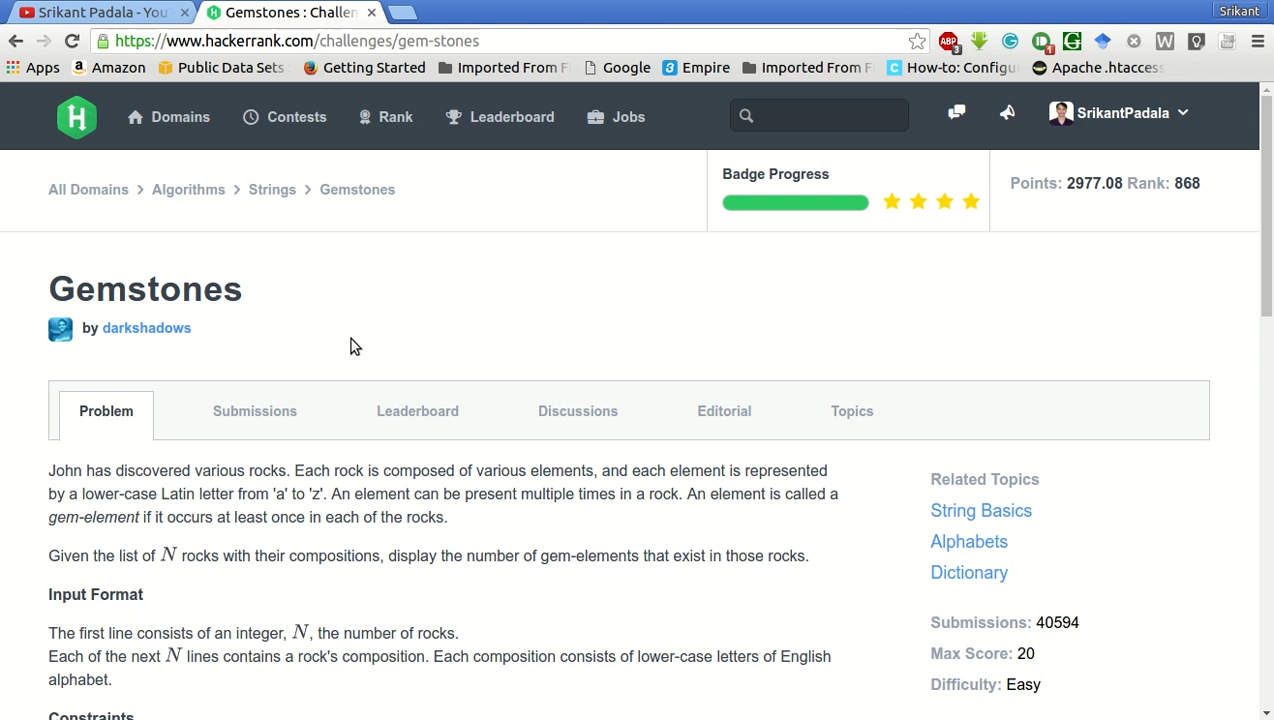 Srikant Padala - You
Gemstones : Challen
Srikant
https://www.hackerrank.com/challenges/gem-stones
ABP
3
1
Apps
Amazon
Public Data Sets
Getting Started
Imported From F
Google
Empire
Imported From F
How-to: Configu
Apache .htaccess
H
Domains
Contests
Rank
Leaderboard
Jobs
SrikantPadala
All Domains > Algorithms > Strings > Gemstones
Badge Progress
Points: 2977.08 Rank: 868
Gemstones
by darkshadows
Problem
Submissions
Leaderboard
Discussions
Editorial
Topics
John has discovered various rocks. Each rock is composed of various elements, and each element is represented
by a lower-case Latin letter from 'a' to 'z'. An element can be present multiple times in a rock. An element is called a
gem-element if it occurs at least once in each of the rocks.
Given the list of N rocks with their compositions, display the number of gem-elements that exist in those rocks.
Input Format
The first line consists of an integer, N, the number of rocks.
Each of the next N lines contains a rock's composition. Each composition consists of lower-case letters of English
alphabet.
Constraints
Related Topics
String Basics
Alphabets
Dictionary
Submissions: 40594
Max Score: 20
Difficulty: Easy